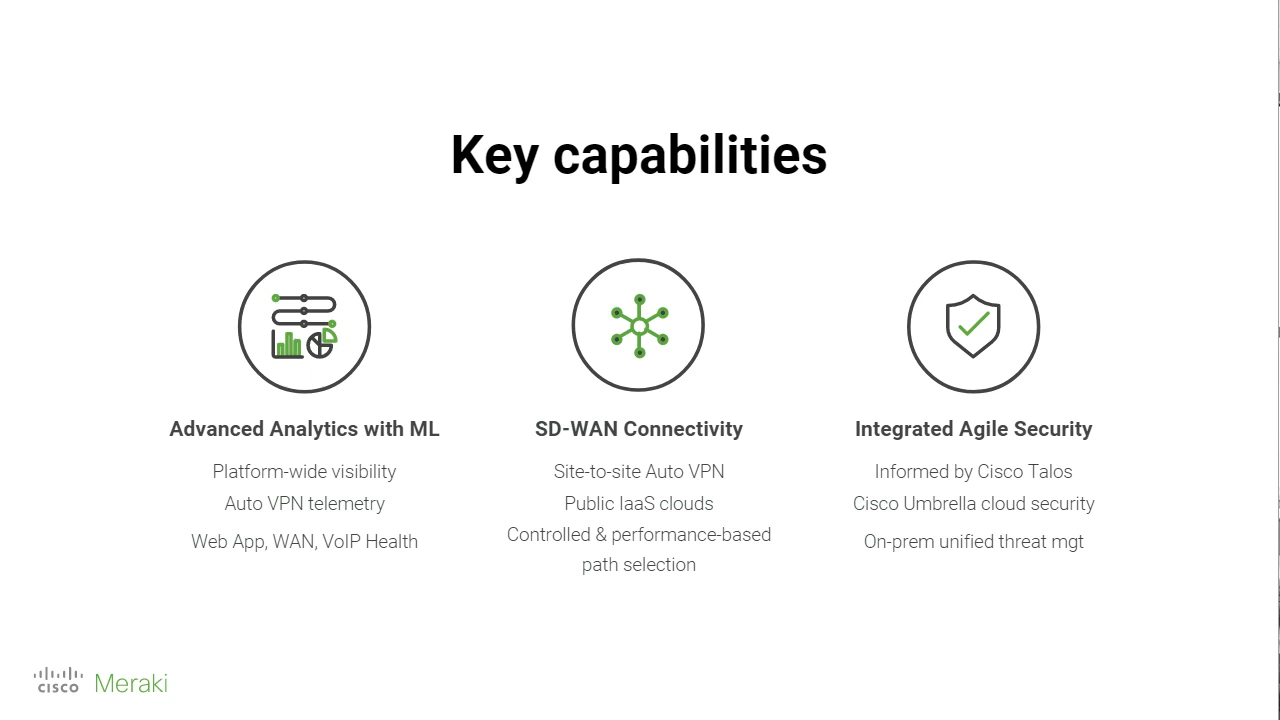 Key capabilities
Advanced Analytics with ML
Platform-wide visibility
Auto VPN telemetry
Web App, WAN, VoIP Health
SD-WAN Connectivity
Site-to-site Auto VPN
Public IaaS clouds
Controlled & performance-based
path selection
Integrated Agile Security
Informed by Cisco Talos
Cisco Umbrella cloud security
On-prem unified threat mgt
cisco Meraki